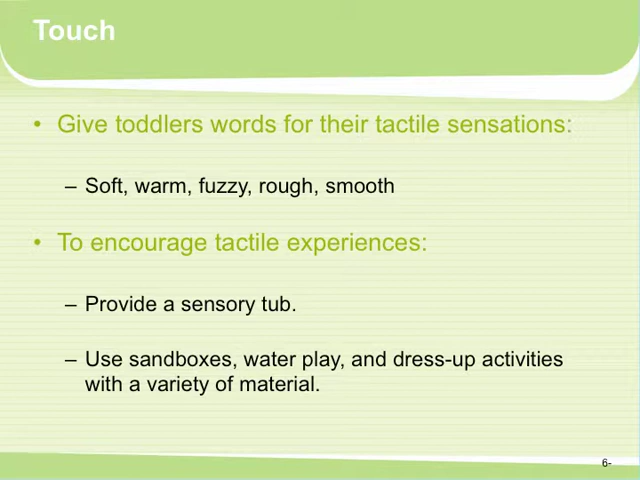 Touch
• Give toddlers words for their tactile sensations:
– Soft, warm, fuzzy, rough, smooth
• To encourage tactile experiences:
– Provide a sensory tub.
– Use sandboxes, water play, and dress-up activities
with a variety of material.
6-